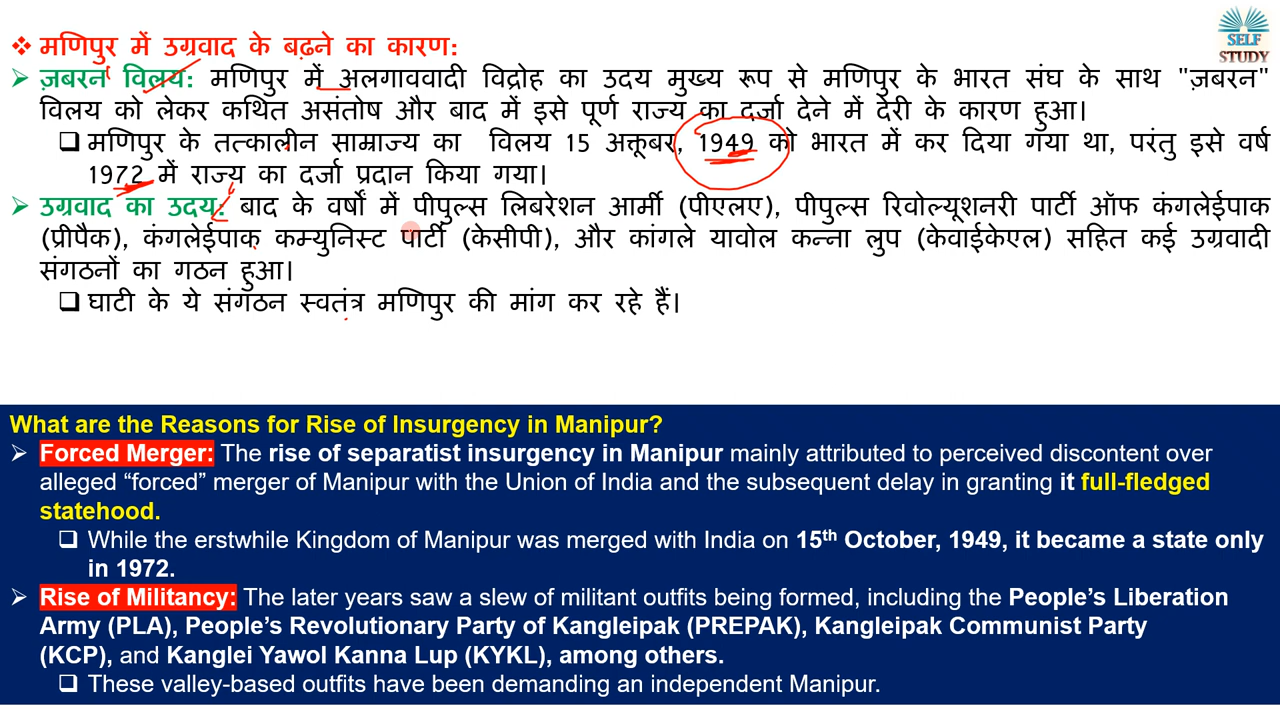 SELF
STUDY
❖ मणिपुर में उग्रवाद के बढ़ने का कारण:
➢ ज़बरन विलय: मणिपुर में अलगाववादी विद्रोह का उदय मुख्य रूप से मणिपुर के भारत संघ के साथ "ज़बरन"
विलय को लेकर कथित असंतोष और बाद में इसे पूर्ण राज्य का दर्जा देने में देरी के कारण हुआ।
❑ मणिपुर के तत्कालीन साम्राज्य का विलय 15 अक्तूबर, 1949 को भारत में कर दिया गया था, परंतु इसे वर्ष
1972 में राज्य का दर्जा प्रदान किया गया।
➢ उग्रवाद का उदय: बाद के वर्षों में पीपुल्स लिबरेशन आर्मी (पीएलए), पीपुल्स रिवोल्यूशनरी पार्टी ऑफ कंगलेईपाक
(प्रीपैक), कंगलेईपाक कम्युनिस्ट पार्टी (केसीपी), और कांगले यावोल कन्ना लुप (केवाईकेएल) सहित कई उग्रवादी
संगठनों का गठन हुआ।
❑ घाटी के ये संगठन स्वतंत्र मणिपुर की मांग कर रहे हैं।
What are the Reasons for Rise of Insurgency in Manipur?
➢ Forced Merger: The rise of separatist insurgency in Manipur mainly attributed to perceived discontent over
alleged “forced” merger of Manipur with the Union of India and the subsequent delay in granting it full-fledged
statehood.
❑ While the erstwhile Kingdom of Manipur was merged with India on 15th October, 1949, it became a state only
in 1972.
➢ Rise of Militancy: The later years saw a slew of militant outfits being formed, including the People’s Liberation
Army (PLA), People’s Revolutionary Party of Kangleipak (PREPAK), Kangleipak Communist Party
(KCP), and Kanglei Yawol Kanna Lup (KYKL), among others.
❑ These valley-based outfits have been demanding an independent Manipur.